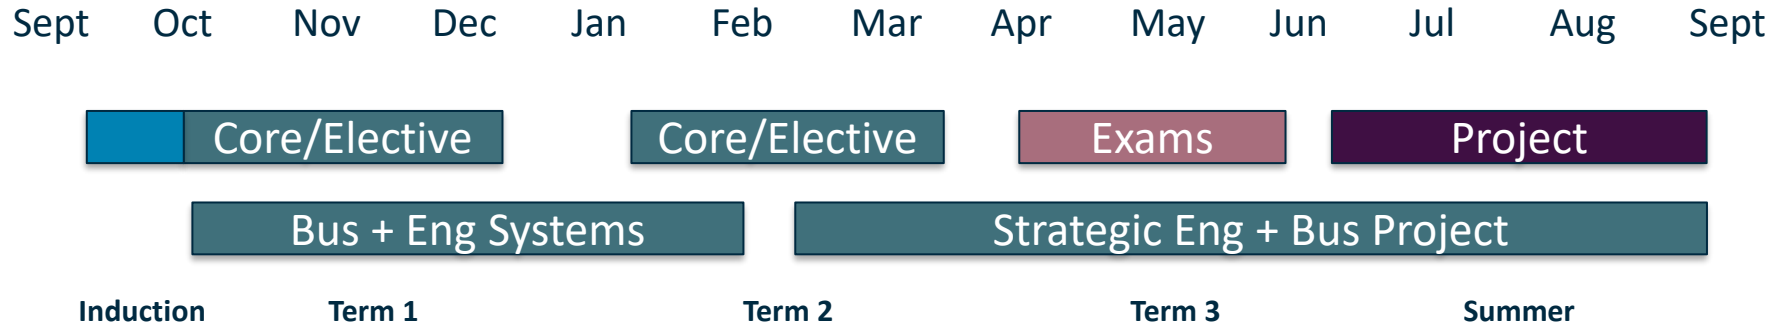 Sept Oct Nov Dec Jan Feb Mar Apr May Jun Jul Aug Sept
Core/Elective Core/Elective Exams Project
Bus + Eng Systems Strategic Eng + Bus Project
Induction Term 1 Term 2 Term 3 Summer